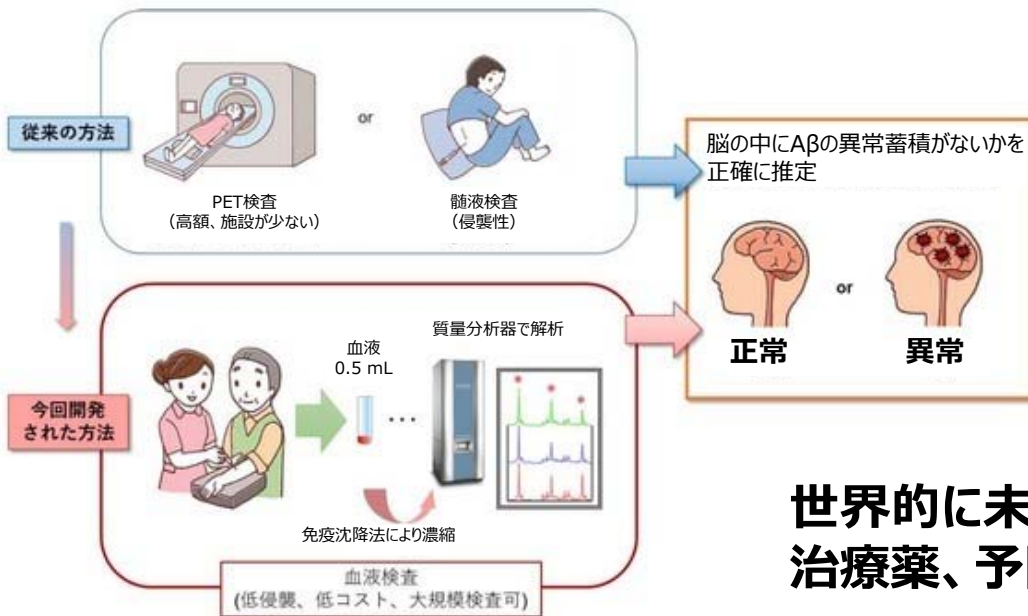 従来の方法
or
PET検査
(高額、施設が少ない)
髄液検査
(侵襲性)
脳の中にAβの異常蓄積がないかを
正確に推定
or
正常
異常
今回開発
された方法
血液
0.5 mL
…
質量分析器で解析
免疫沈降法により濃縮
血液検査
(低侵襲、低コスト、大規模検査可)
世界的に未
治療薬、予